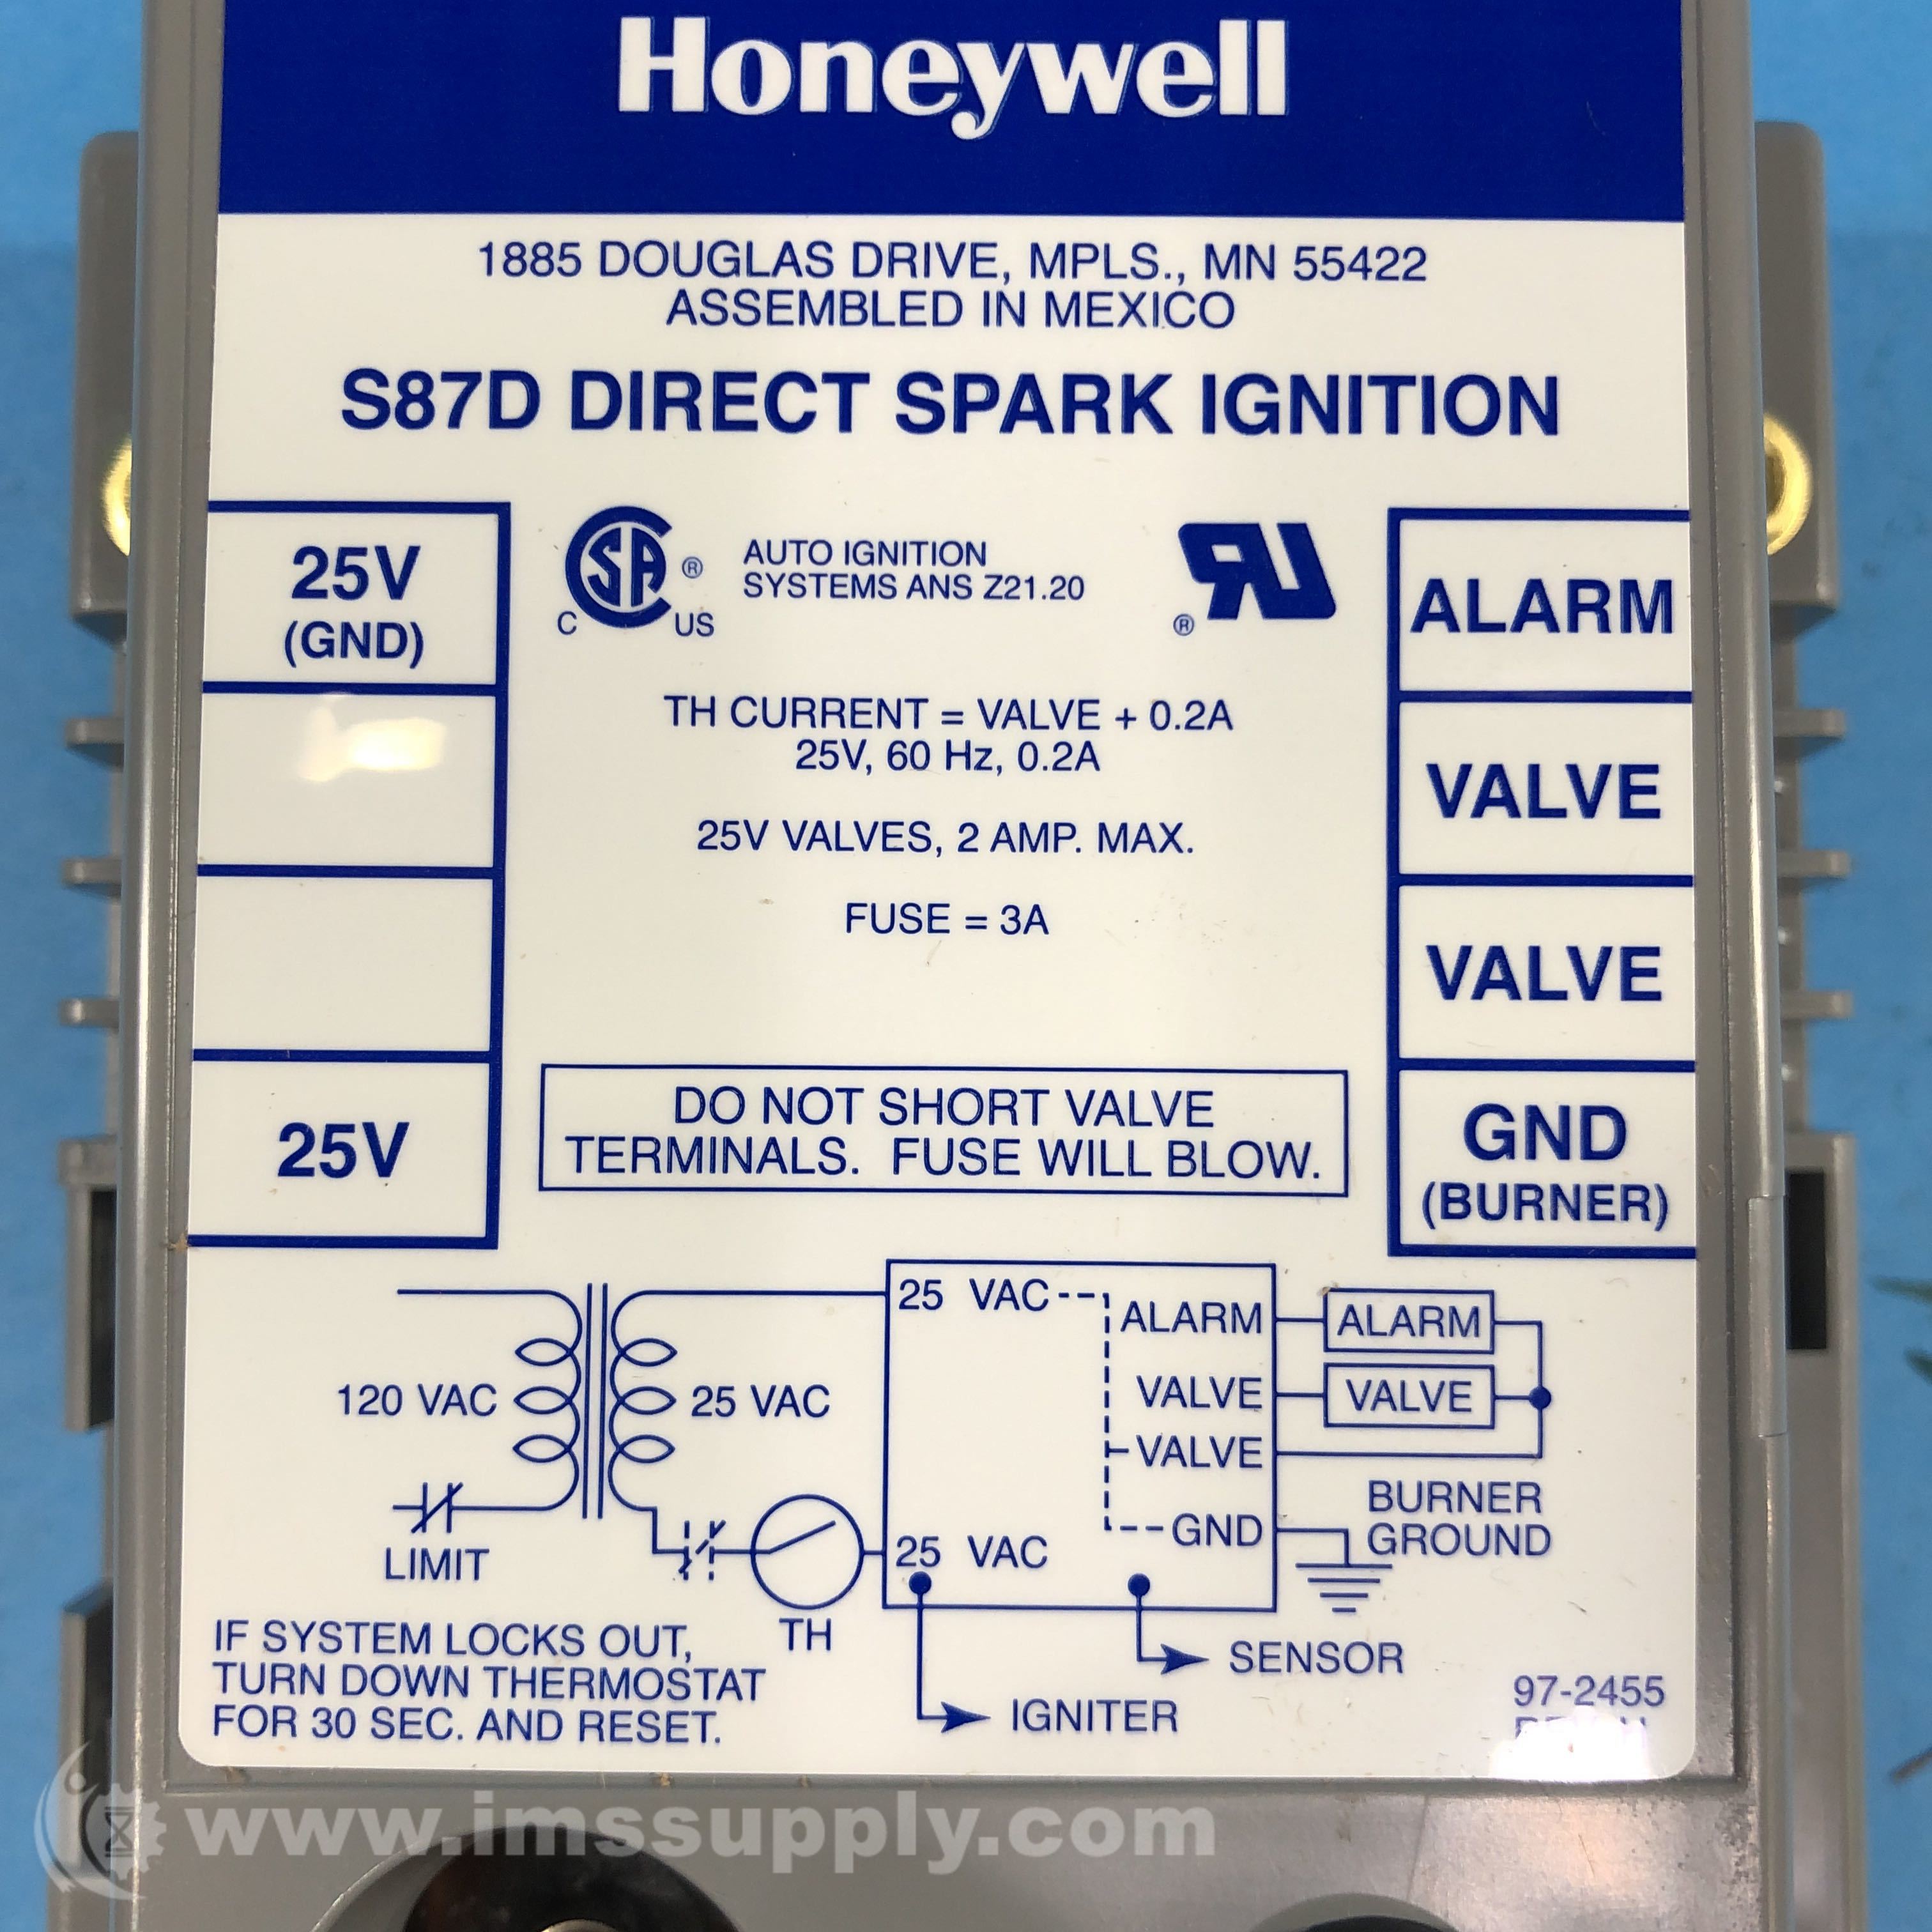 Honeywell
1885 DOUGLAS DRIVE, MPLS., MN 55422
ASSEMBLED IN MEXICO
S87D DIRECT SPARK IGNITION
25V
(GND)
25V
CSA ®
C US
AUTO IGNITION
SYSTEMS ANS Z21.20
RU ®
TH CURRENT = VALVE + 0.2A
25V, 60 Hz, 0.2A
25V VALVES, 2 AMP. MAX.
FUSE = 3A
DO NOT SHORT VALVE
TERMINALS. FUSE WILL BLOW.
ALARM
VALVE
VALVE
GND
(BURNER)
120 VAC
25 VAC
LIMIT
TH
25 VAC
ALARM
VALVE
VALVE
GND
25 VAC
ALARM
VALVE
BURNER
GROUND
SENSOR
IGNITER
IF SYSTEM LOCKS OUT,
TURN DOWN THERMOSTAT
FOR 30 SEC. AND RESET.
97-2455
www.imssupply.com